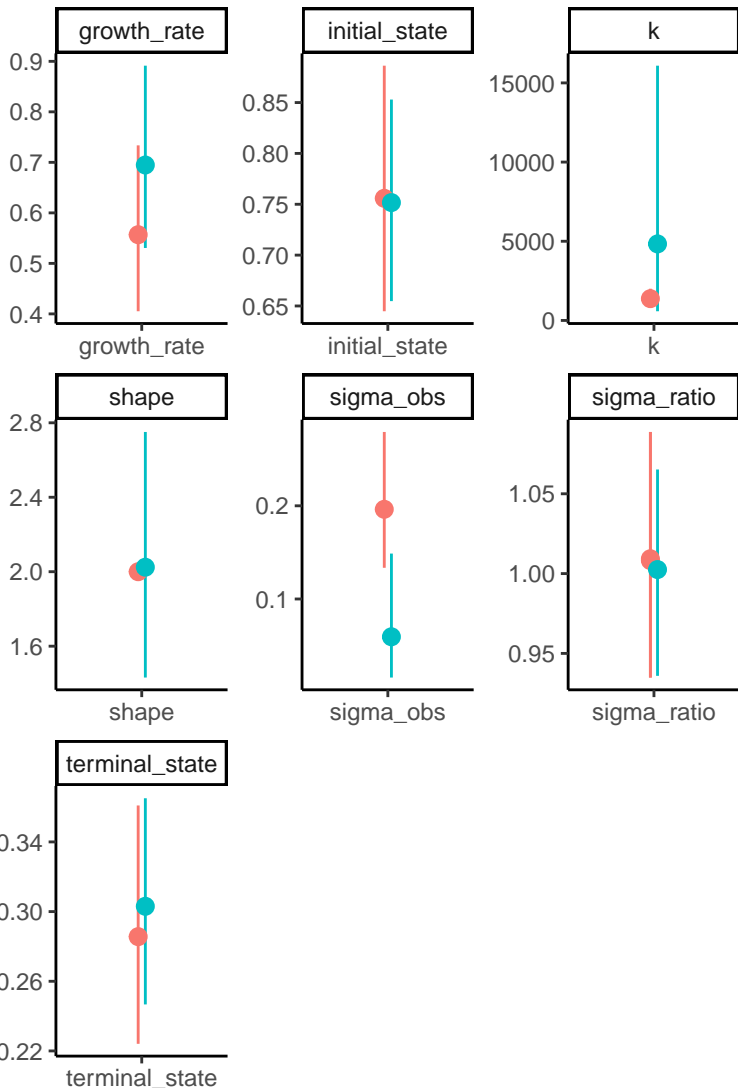 growth_rate
initial_state
k
0.9
0.8
0.7
0.6
0.5
0.4
growth_rate
0.85
0.80
0.75
0.70
0.65
initial_state
15000
10000
5000
0
k
shape
sigma_obs
sigma_ratio
2.8
2.4
2.0
1.6
shape
0.2
0.1
sigma_obs
1.05
1.00
0.95
sigma_ratio
terminal_state
0.34
0.30
0.26
0.22
terminal_state